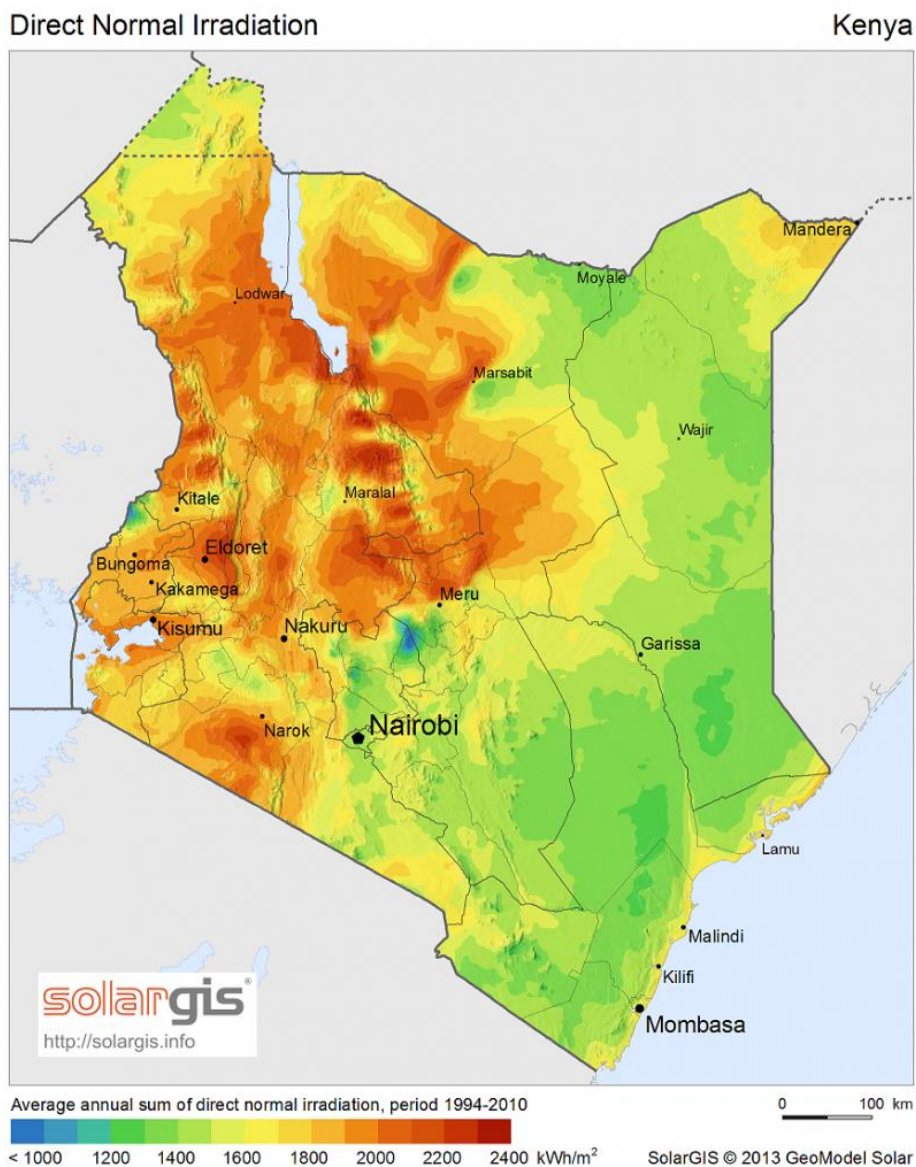 Direct Normal Irradiation Kenya
Mandera
Moyale
Lodwar
Marsabit
Wajir
Maralal
Kitale
Eldoret
Bungoma
Kakamega
Meru
Kisumu
Nakuru
Garissa
Narok
Nairobi
Lamu
Malindi
Kilifi
Mombasa
solargis®
http://solargis.info
Average annual sum of direct normal irradiation, period 1994-2010
0 100 km
< 1000 1200 1400 1600 1800 2000 2200 2400 kWh/m²
SolarGIS © 2013 GeoModel Solar